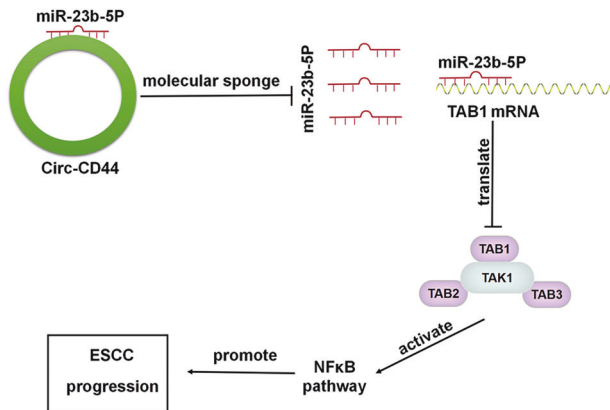 miR-23b-5P
molecular sponge
Circ-CD44
miR-23b-5P
miR-23b-5P
TAB1 mRNA
translate
TAB1
TAK1
TAB2
TAB3
activate
NFκB
pathway
promote
ESCC
progression